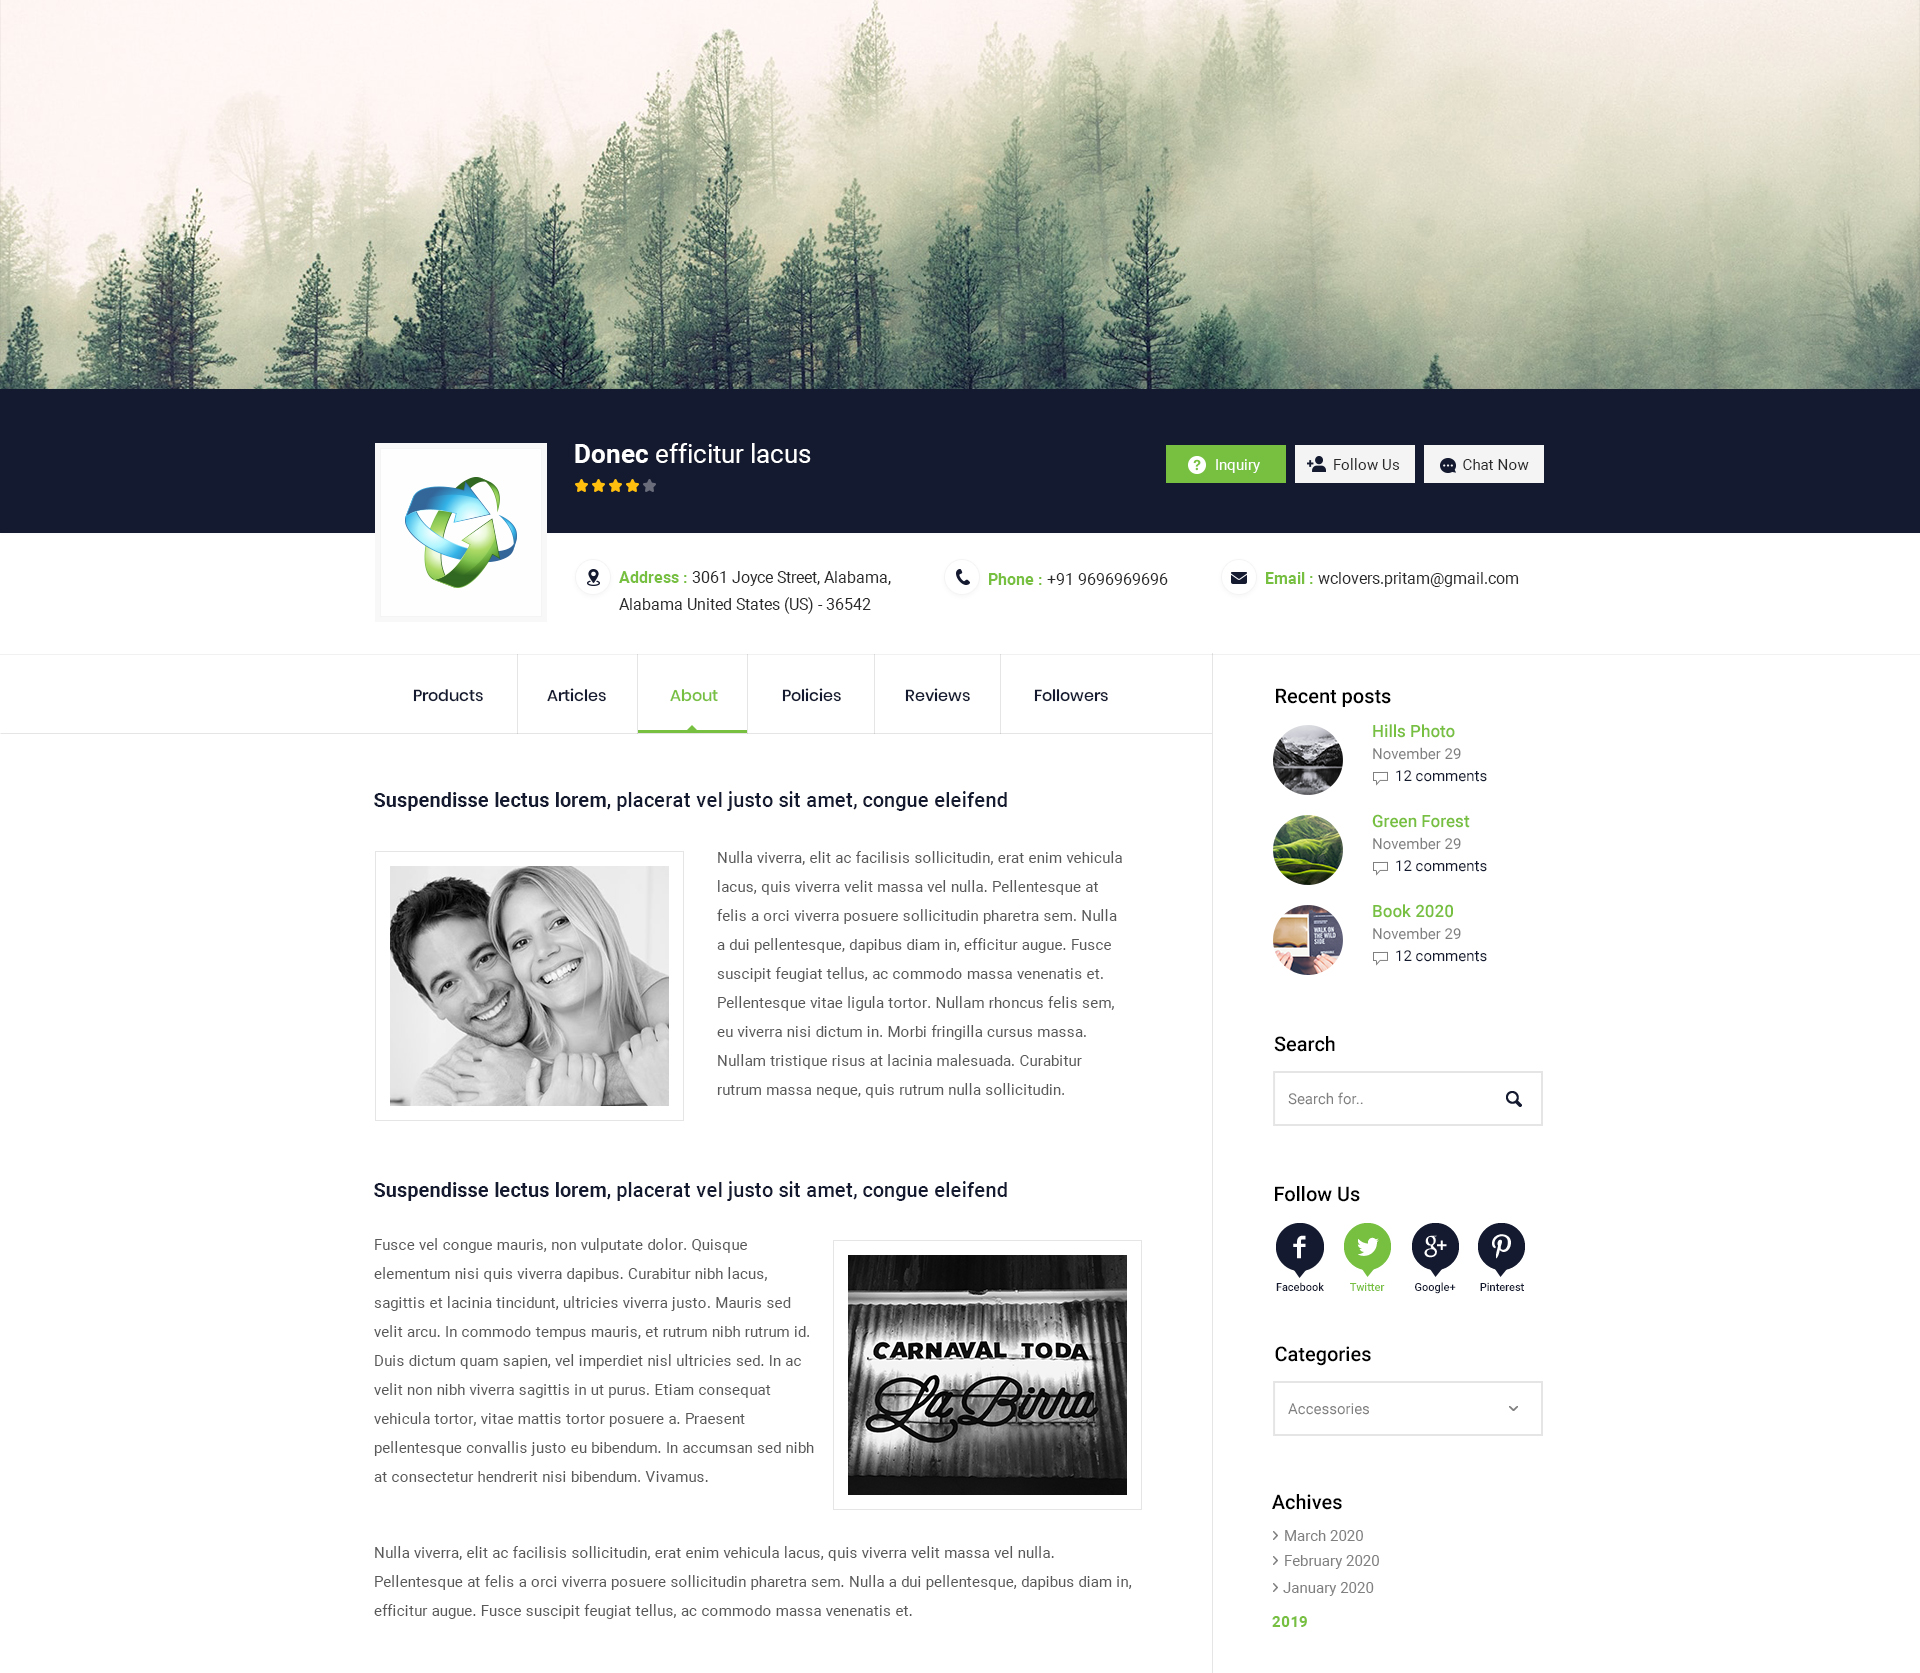 Donec efficitur lacus
Inquiry
Follow Us
Chat Now
Address : 3061 Joyce Street, Alabama,
Alabama United States (US) - 36542
Phone : +91 9696969696
Email : wclovers.pritam@gmail.com
Products
Articles
About
Policies
Reviews
Followers
Suspendisse lectus lorem, placerat vel justo sit amet, congue eleifend
Nulla viverra, elit ac facilisis sollicitudin, erat enim vehicula
lacus, quis viverra velit massa vel nulla. Pellentesque at
felis a orci viverra posuere sollicitudin pharetra sem. Nulla
a dui pellentesque, dapibus diam in, efficitur augue. Fusce
suscipit feugiat tellus, ac commodo massa venenatis et.
Pellentesque vitae ligula tortor. Nullam rhoncus felis sem,
eu viverra nisi dictum in. Morbi fringilla cursus massa.
Nullam tristique risus at lacinia malesuada. Curabitur
rutrum massa neque, quis rutrum nulla sollicitudin.
Suspendisse lectus lorem, placerat vel justo sit amet, congue eleifend
Fusce vel congue mauris, non vulputate dolor. Quisque
elementum nisi quis viverra dapibus. Curabitur nibh lacus,
sagittis et lacinia tincidunt, ultricies viverra justo. Mauris sed
velit arcu. In commodo tempus mauris, et rutrum nibh rutrum id.
Duis dictum quam sapien, vel imperdiet nisl ultricies sed. In ac
velit non nibh viverra sagittis in ut purus. Etiam consequat
vehicula tortor, vitae mattis tortor posuere a. Praesent
pellentesque convallis justo eu bibendum. In accumsan sed nibh
at consectetur hendrerit nisi bibendum. Vivamus.
CARNAVAL TODA
La Birra
Nulla viverra, elit ac facilisis sollicitudin, erat enim vehicula lacus, quis viverra velit massa vel nulla.
Pellentesque at felis a orci viverra posuere sollicitudin pharetra sem. Nulla a dui pellentesque, dapibus diam in,
efficitur augue. Fusce suscipit feugiat tellus, ac commodo massa venenatis et.
Recent posts
Hills Photo
November 29
12 comments
Green Forest
November 29
12 comments
WALK ON
THE WILD
SIDE
Book 2020
November 29
12 comments
Search
Search for..
Follow Us
Facebook
Twitter
Google+
Pinterest
Categories
Accessories
Achives
March 2020
February 2020
January 2020
2019